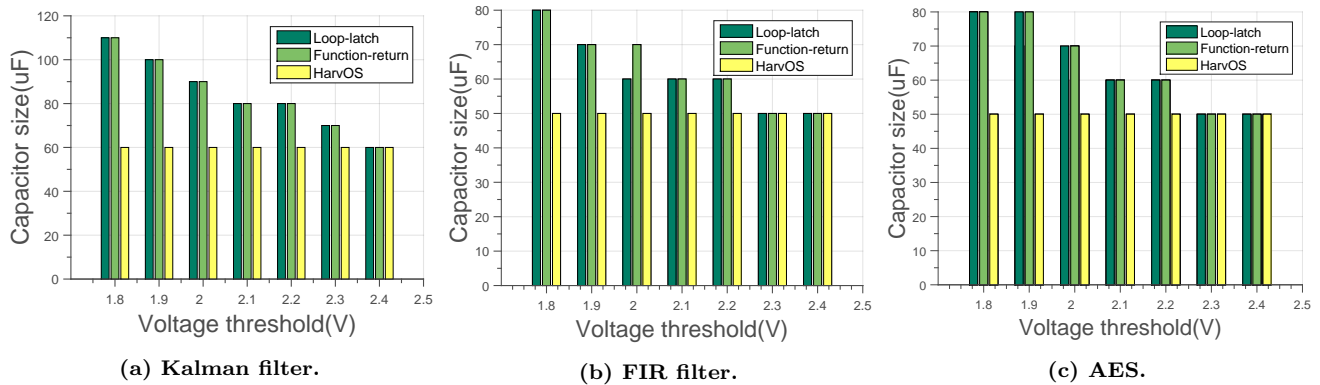 Capacitor size(uF)
120
100
80
60
40
20
0
Loop-latch
Function-return
HarvOS
1.8 1.9 2 2.1 2.2 2.3 2.4 2.5
Voltage threshold(V)
(a) Kalman filter.
Capacitor size(uF)
80
70
60
50
40
30
20
10
0
Loop-latch
Function-return
HarvOS
1.8 1.9 2 2.1 2.2 2.3 2.4 2.5
Voltage threshold(V)
(b) FIR filter.
Capacitor size(uF)
80
70
60
50
40
30
20
10
0
Loop-latch
Function-return
HarvOS
1.8 1.9 2 2.1 2.2 2.3 2.4 2.5
Voltage threshold(V)
(c) AES.